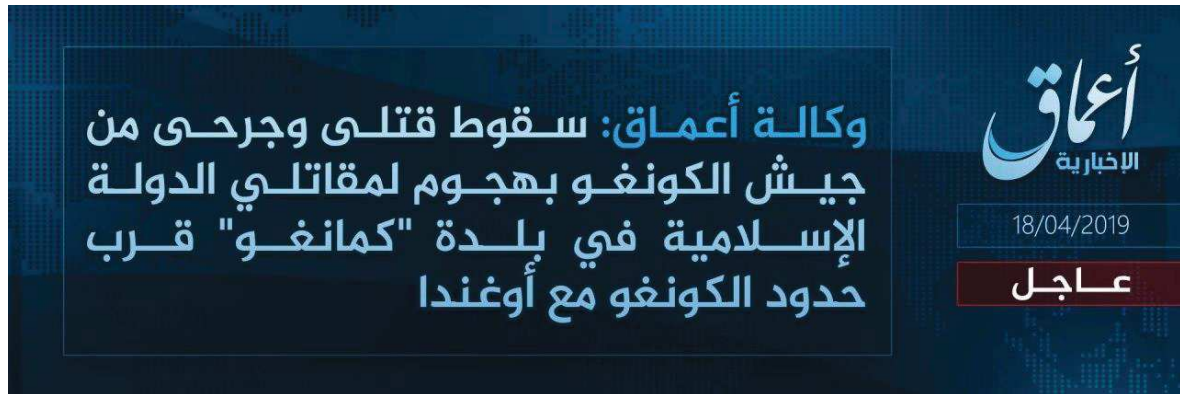 وكالة أعماق: سقوط قتلى وجرحى من
جيش الكونغو بهجوم لمقاتلي الدولة
الإسلامية في بلدة "كمانغو" قرب
حدود الكونغو مع أوغندا
أعماق
الإخبارية
18/04/2019
عاجل